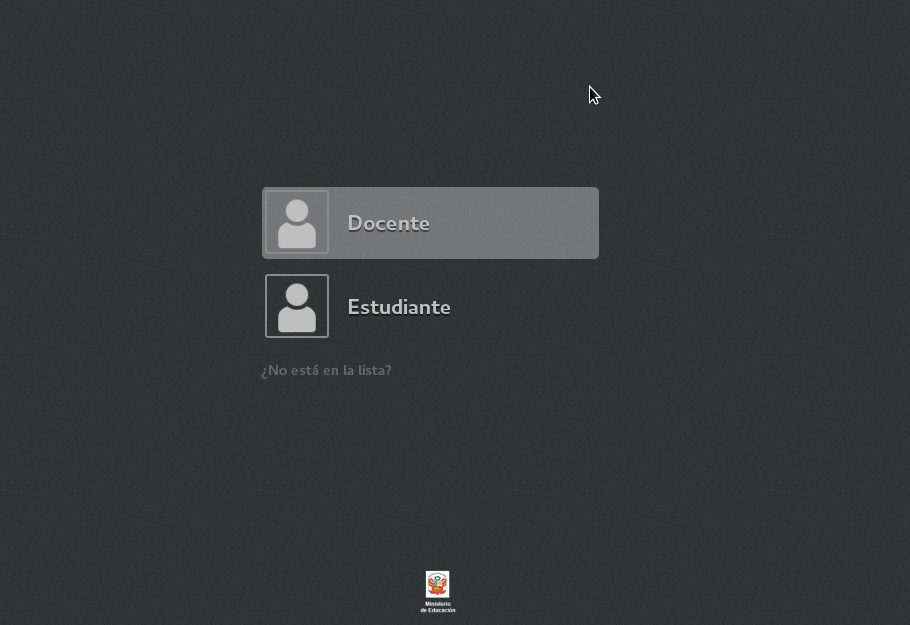 Docente
Estudiante
¿No está en la lista?
Ministerio
de Educación